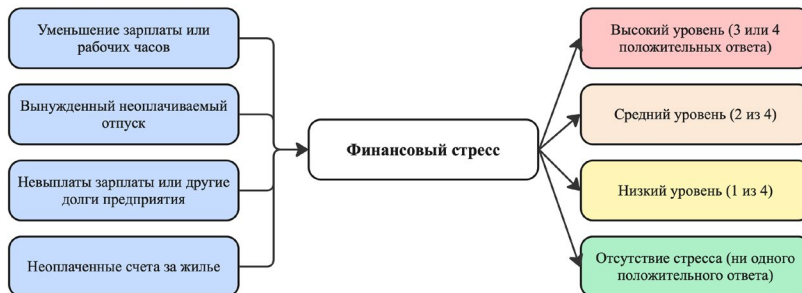 Уменьшение зарплаты или
рабочих часов
Вынужденный неоплачиваемый
отпуск
Невыплаты зарплаты или другие
долги предприятия
Неоплаченные счета за жилье
Финансовый стресс
Высокий уровень (3 или 4
положительных ответа)
Средний уровень (2 из 4)
Низкий уровень (1 из 4)
Отсутствие стресса (ни одного
положительного ответа)